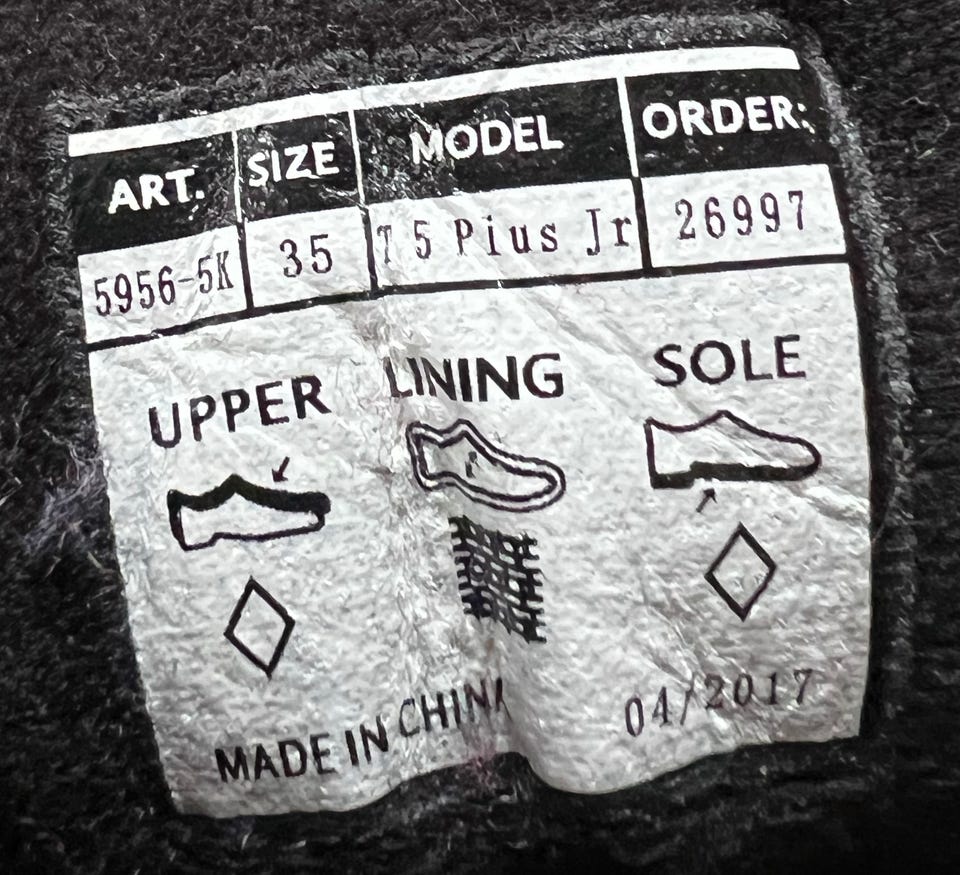 ART. SIZE MODEL ORDER:
5956-5K 35 T 5 Pius Jr 26997
UPPER LINING SOLE
MADE IN CHINA 04/2017